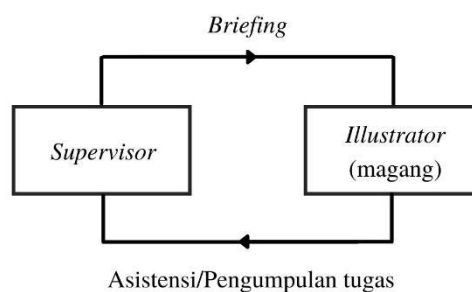 Briefing
Supervisor
Illustrator
(magang)
Asistensi/Pengumpulan tugas